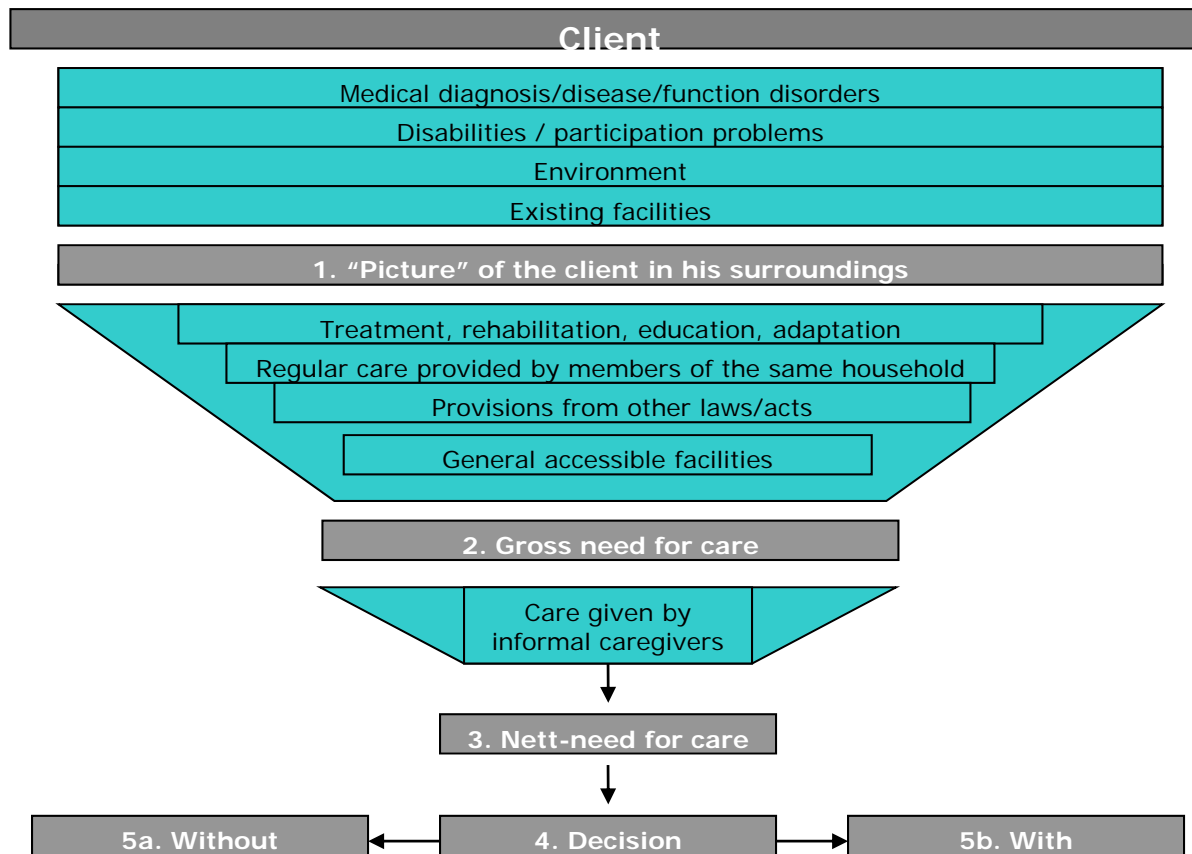 Client
Medical diagnosis/disease/function disorders
Disabilities / participation problems
Environment
Existing facilities
1. “Picture” of the client in his surroundings
Treatment, rehabilitation, education, adaptation
Regular care provided by members of the same household
Provisions from other laws/acts
General accessible facilities
2. Gross need for care
Care given by
informal caregivers
3. Nett-need for care
5a. Without
4. Decision
5b. With